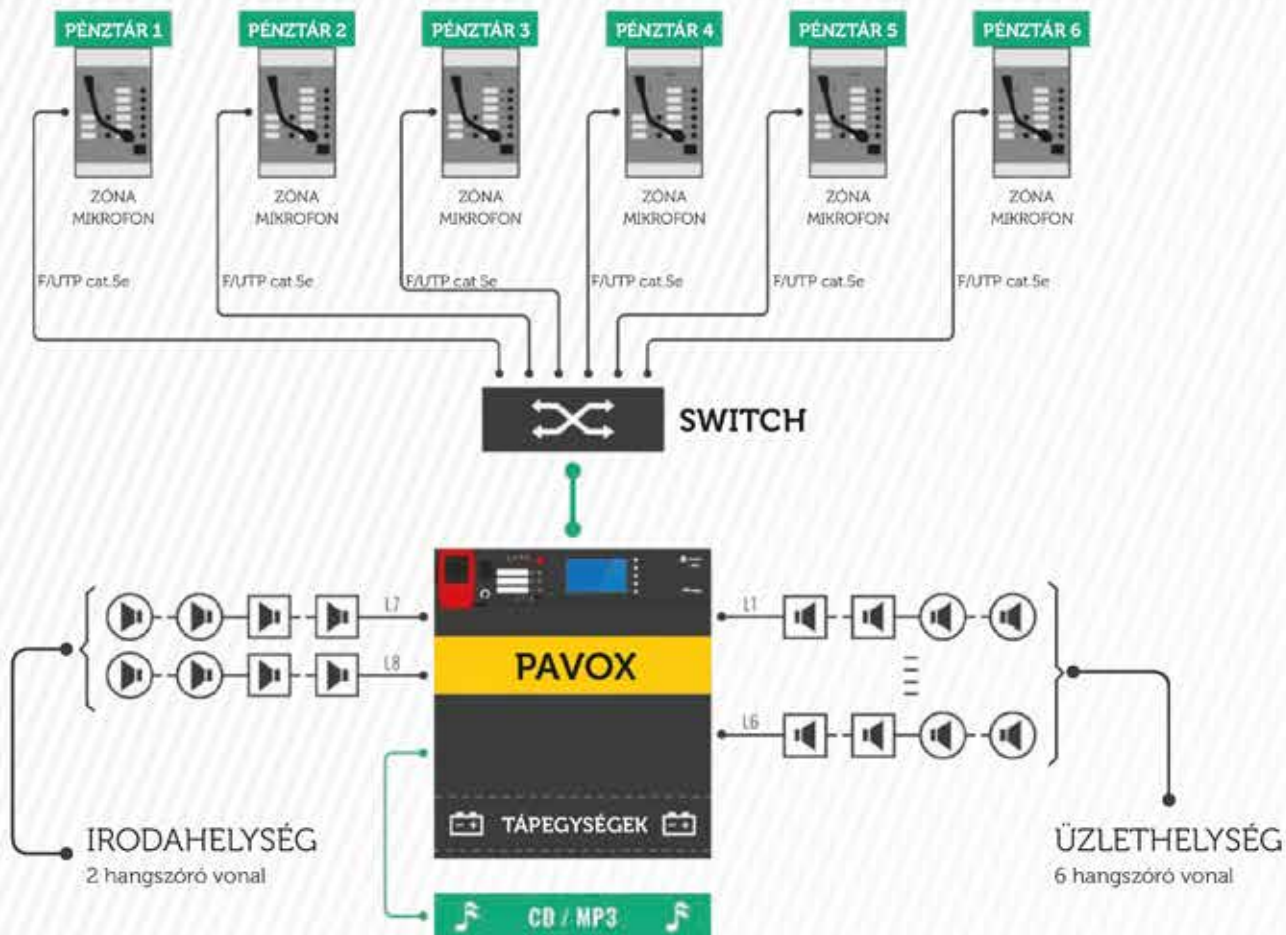 PÉNZTÁR 1
PÉNZTÁR 2
PÉNZTÁR 3
PÉNZTÁR 4
PÉNZTÁR 5
PÉNZTÁR 6
ZÓNA
MIKROFON
ZÓNA
MIKROFON
ZÓNA
MIKROFON
ZÓNA
MIKROFON
ZÓNA
MIKROFON
ZÓNA
MIKROFON
F/UTP cat.5e
F/UTP cat.5e
F/UTP cat.5e
F/UTP cat.5e
F/UTP cat.5e
F/UTP cat.5e
SWITCH
L7
L8
PAVOX
L1
L6
TÁPEGYSÉGEK
IRODAHELYSÉG
2 hangszóró vonal
ÜZLETHELYSÉG
6 hangszóró vonal
CD / MP3